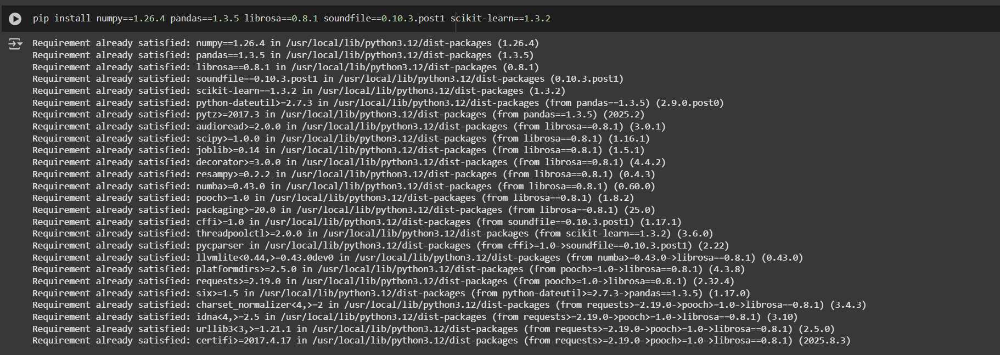 pip install numpy==1.26.4 pandas==1.3.5 librosa==0.8.1 soundfile==0.10.3.post1 scikit-learn==1.3.2
Requirement already satisfied: numpy==1.26.4 in /usr/local/lib/python3.12/dist-packages (1.26.4)
Requirement already satisfied: pandas==1.3.5 in /usr/local/lib/python3.12/dist-packages (1.3.5)
Requirement already satisfied: librosa==0.8.1 in /usr/local/lib/python3.12/dist-packages (0.8.1)
Requirement already satisfied: soundfile==0.10.3.post1 in /usr/local/lib/python3.12/dist-packages (0.10.3.post1)
Requirement already satisfied: scikit-learn==1.3.2 in /usr/local/lib/python3.12/dist-packages (1.3.2)
Requirement already satisfied: python-dateutil>=2.7.3 in /usr/local/lib/python3.12/dist-packages (from pandas==1.3.5) (2.9.0.post0)
Requirement already satisfied: pytz>=2017.3 in /usr/local/lib/python3.12/dist-packages (from pandas==1.3.5) (2025.2)
Requirement already satisfied: audioread>=2.0.0 in /usr/local/lib/python3.12/dist-packages (from librosa==0.8.1) (3.0.1)
Requirement already satisfied: scipy>=1.0.0 in /usr/local/lib/python3.12/dist-packages (from librosa==0.8.1) (1.16.1)
Requirement already satisfied: joblib>=0.14 in /usr/local/lib/python3.12/dist-packages (from librosa==0.8.1) (1.5.1)
Requirement already satisfied: decorator>=3.0.0 in /usr/local/lib/python3.12/dist-packages (from librosa==0.8.1) (4.4.2)
Requirement already satisfied: resampy>=0.2.2 in /usr/local/lib/python3.12/dist-packages (from librosa==0.8.1) (0.4.3)
Requirement already satisfied: numba>=0.43.0 in /usr/local/lib/python3.12/dist-packages (from librosa==0.8.1) (0.60.0)
Requirement already satisfied: pooch>=1.0 in /usr/local/lib/python3.12/dist-packages (from librosa==0.8.1) (1.8.2)
Requirement already satisfied: packaging>=20.0 in /usr/local/lib/python3.12/dist-packages (from librosa==0.8.1) (25.0)
Requirement already satisfied: cffi>=1.0 in /usr/local/lib/python3.12/dist-packages (from soundfile==0.10.3.post1) (1.17.1)
Requirement already satisfied: threadpoolctl>=2.0.0 in /usr/local/lib/python3.12/dist-packages (from scikit-learn==1.3.2) (3.6.0)
Requirement already satisfied: pycparser in /usr/local/lib/python3.12/dist-packages (from cffi>=1.0->soundfile==0.10.3.post1) (2.22)
Requirement already satisfied: llvmlite<0.44,>=0.43.0dev0 in /usr/local/lib/python3.12/dist-packages (from numba>=0.43.0->librosa==0.8.1) (0.43.0)
Requirement already satisfied: platformdirs>=2.5.0 in /usr/local/lib/python3.12/dist-packages (from pooch>=1.0->librosa==0.8.1) (4.3.8)
Requirement already satisfied: requests>=2.19.0 in /usr/local/lib/python3.12/dist-packages (from pooch>=1.0->librosa==0.8.1) (2.32.4)
Requirement already satisfied: six>=1.5 in /usr/local/lib/python3.12/dist-packages (from python-dateutil>=2.7.3->pandas==1.3.5) (1.17.0)
Requirement already satisfied: charset_normalizer<4,>=2 in /usr/local/lib/python3.12/dist-packages (from requests>=2.19.0->pooch>=1.0->librosa==0.8.1) (3.4.3)
Requirement already satisfied: idna<4,>=2.5 in /usr/local/lib/python3.12/dist-packages (from requests>=2.19.0->pooch>=1.0->librosa==0.8.1) (3.10)
Requirement already satisfied: urllib3<3,>=1.21.1 in /usr/local/lib/python3.12/dist-packages (from requests>=2.19.0->pooch>=1.0->librosa==0.8.1) (2.5.0)
Requirement already satisfied: certifi>=2017.4.17 in /usr/local/lib/python3.12/dist-packages (from requests>=2.19.0->pooch>=1.0->librosa==0.8.1) (2025.8.3)